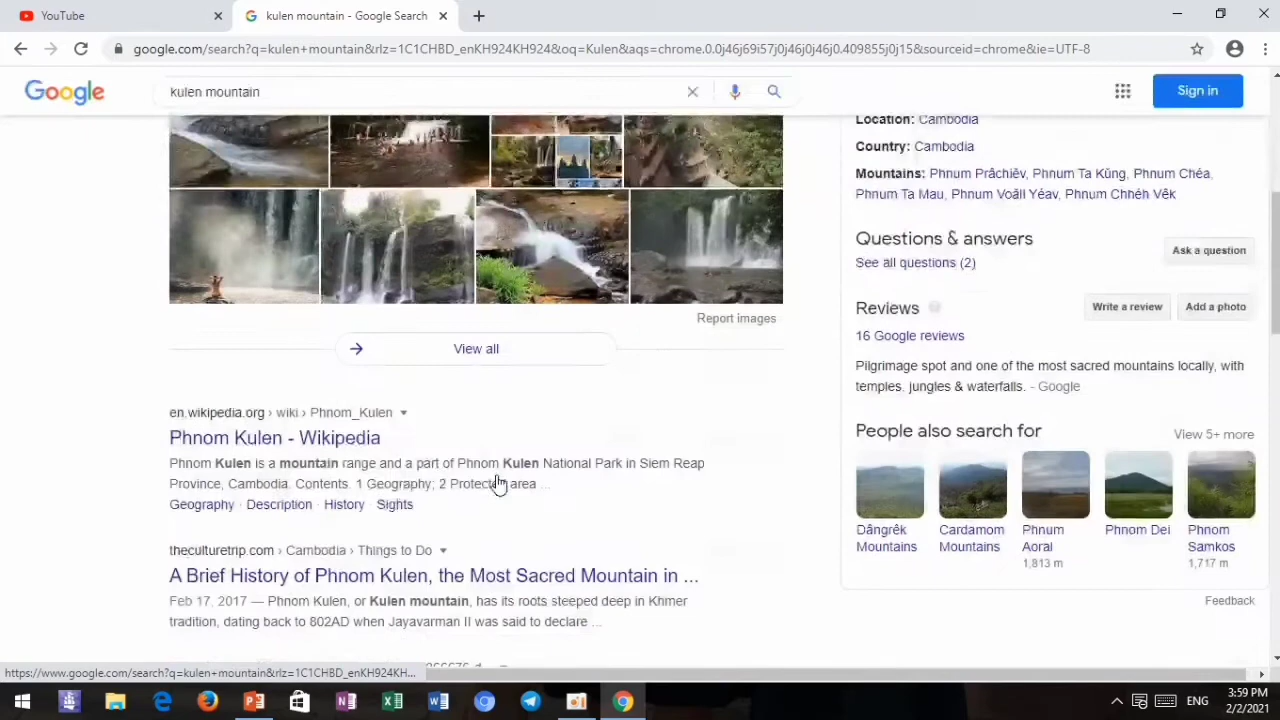 YouTube
kulen mountain - Google Search
google.com/search?q=kulen+mountain&rlz=1C1CHBD_enKH924KH924&oq=Kulen&aqs=chrome.0.0j46j69i57j0j46j0j46j0.409855j0j15&sourceid=chrome&ie=UTF-8
Google
kulen mountain
Sign in
Report images
View all
en.wikipedia.org › wiki › Phnom_Kulen
Phnom Kulen - Wikipedia
Phnom Kulen is a mountain range and a part of Phnom Kulen National Park in Siem Reap
Province, Cambodia. Contents. 1 Geography; 2 Protected area ...
Geography · Description · History · Sights
theculturetrip.com › Cambodia › Things to Do
A Brief History of Phnom Kulen, the Most Sacred Mountain in ...
Feb 17, 2017 — Phnom Kulen, or Kulen mountain, has its roots steeped deep in Khmer
tradition, dating back to 802AD when Jayavarman II was said to declare ...
Location: Cambodia
Country: Cambodia
Mountains: Phnum Prâchiĕv, Phnum Ta Kŭng, Phnum Chéa,
Phnum Ta Mau, Phnum Voăll Yéav, Phnum Chhéh Vêk
Questions & answers
Ask a question
See all questions (2)
Reviews
Write a review
Add a photo
16 Google reviews
Pilgrimage spot and one of the most sacred mountains locally, with
temples, jungles & waterfalls. - Google
People also search for
View 5+ more
Dângrêk
Mountains
Cardamom
Mountains
Phnum
Aoral
1,813 m
Phnom Dei
Phnom
Samkos
1,717 m
Feedback
https://www.google.com/search?q=kulen+mountain&rlz=1C1CHBD_enKH924KH...
ENG
3:59 PM
2/2/2021